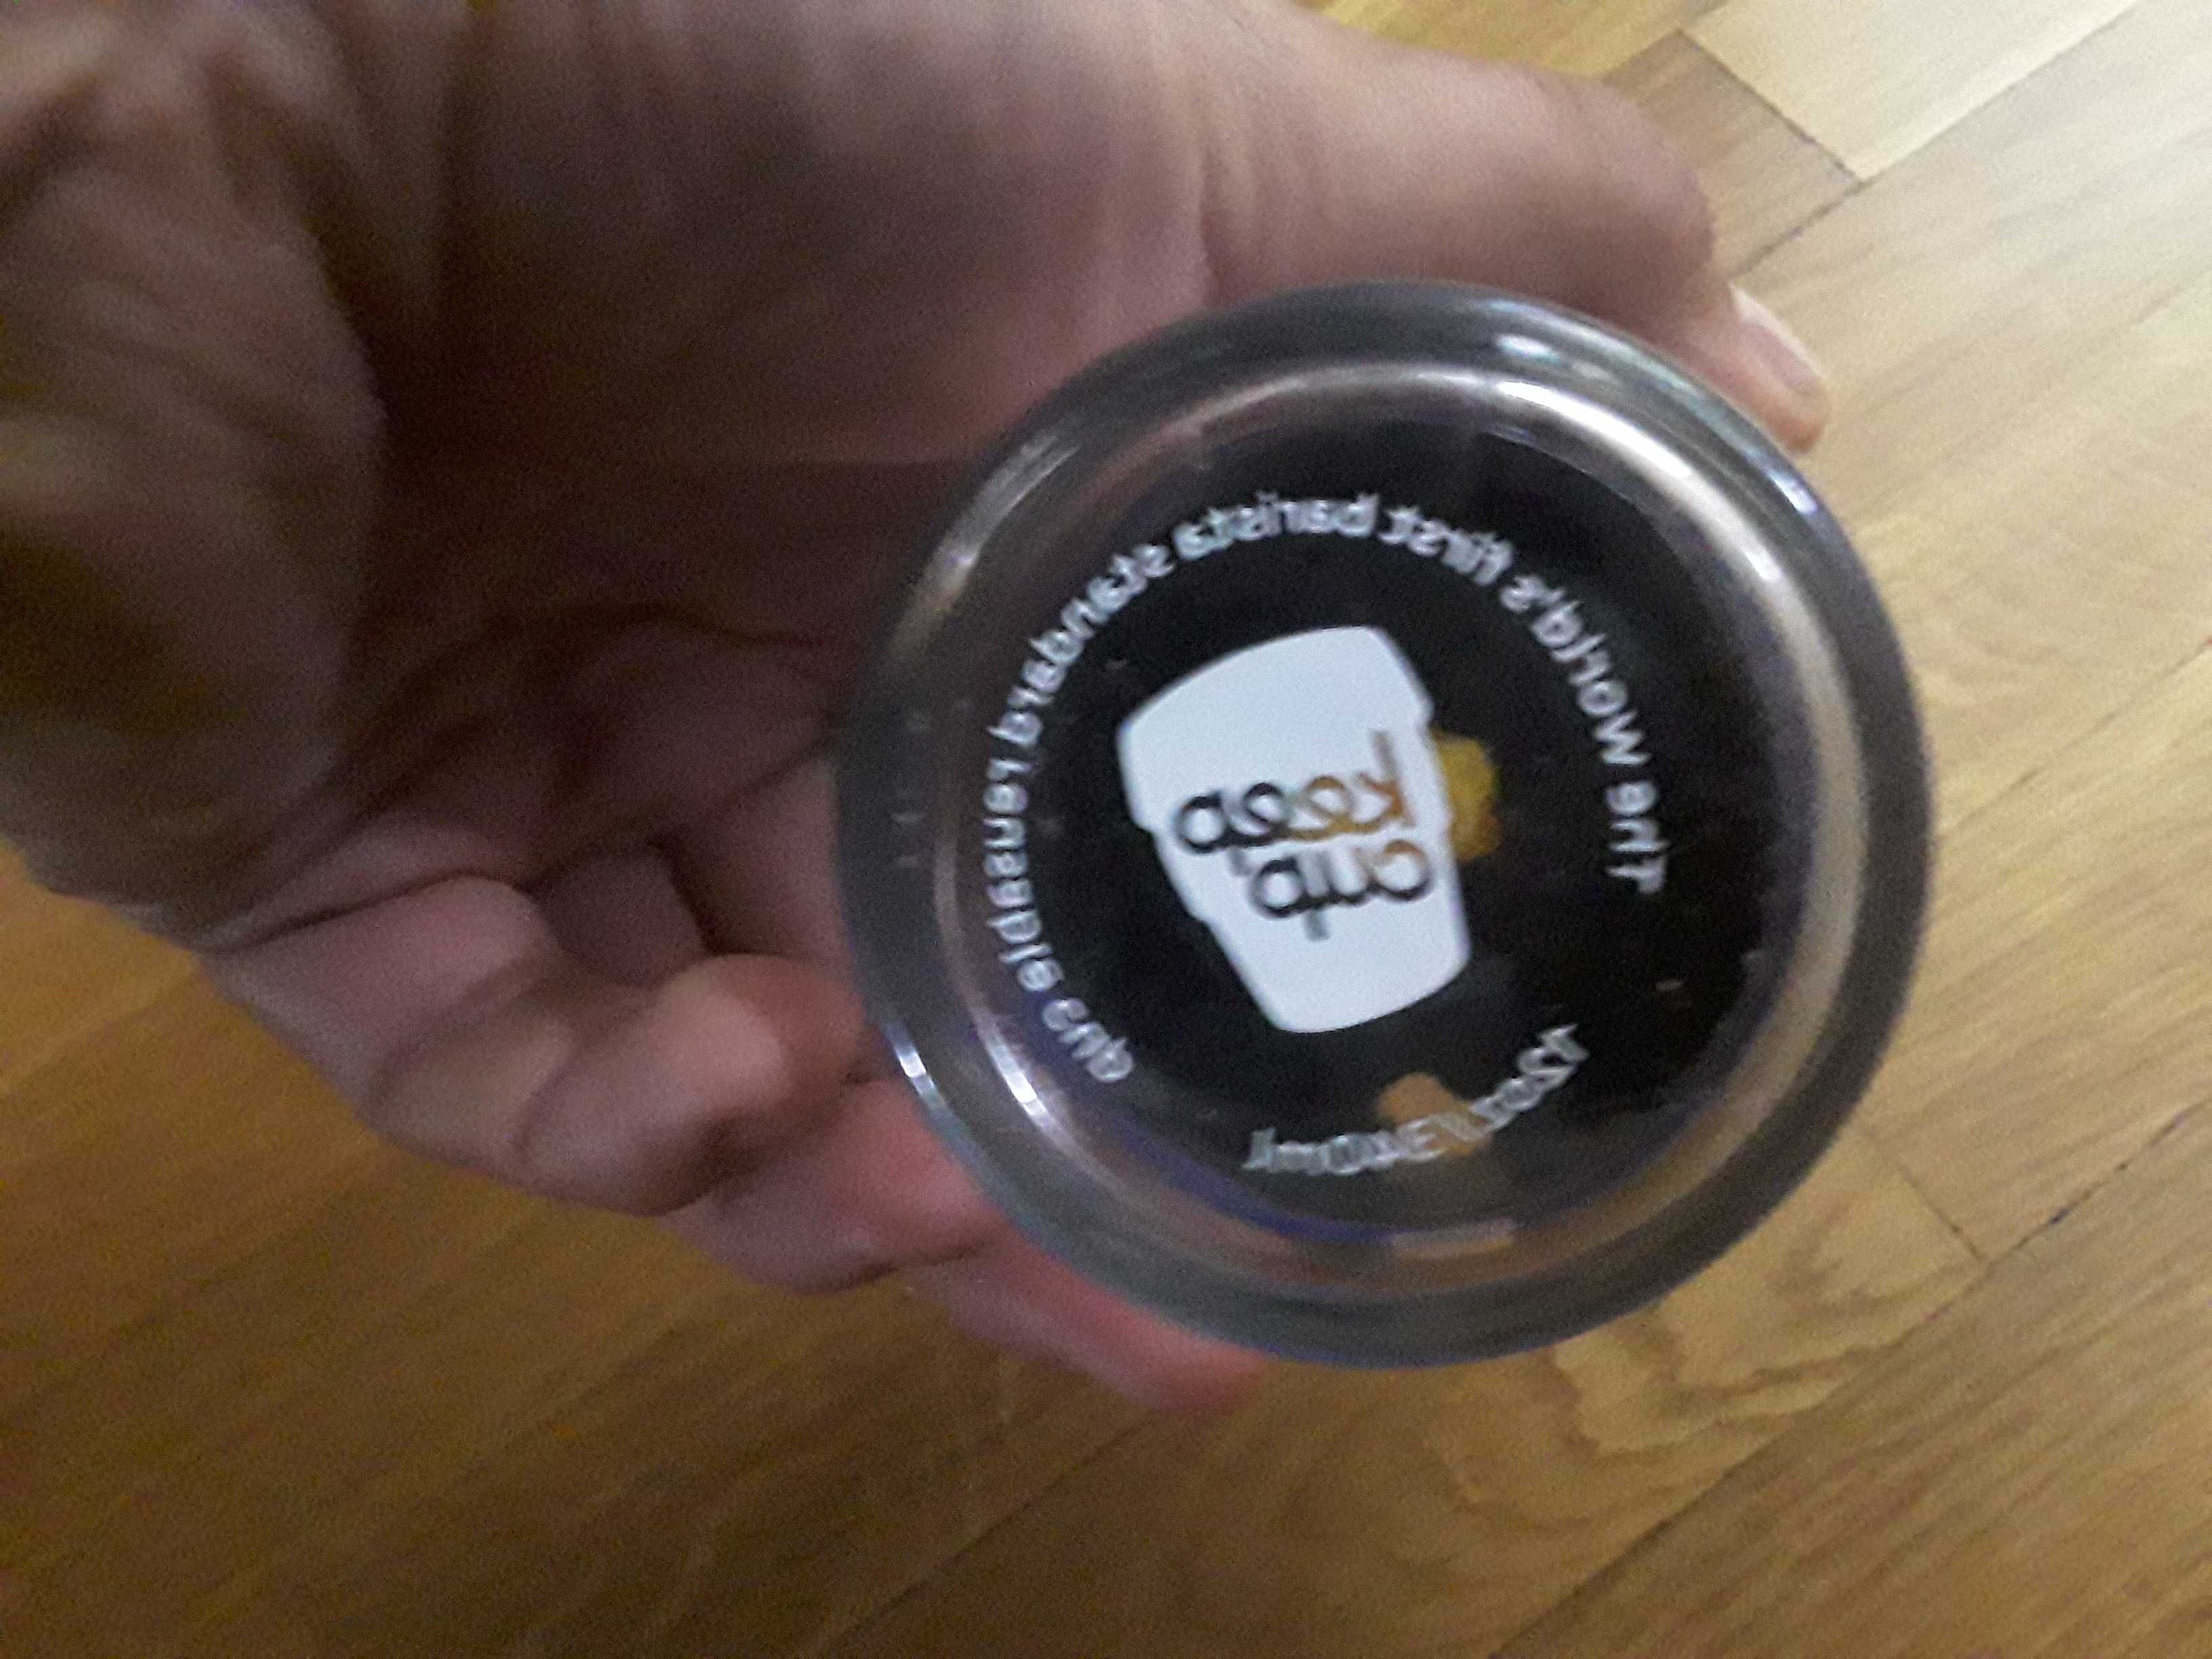 The world's first barista standard reusable cup
keep
cup